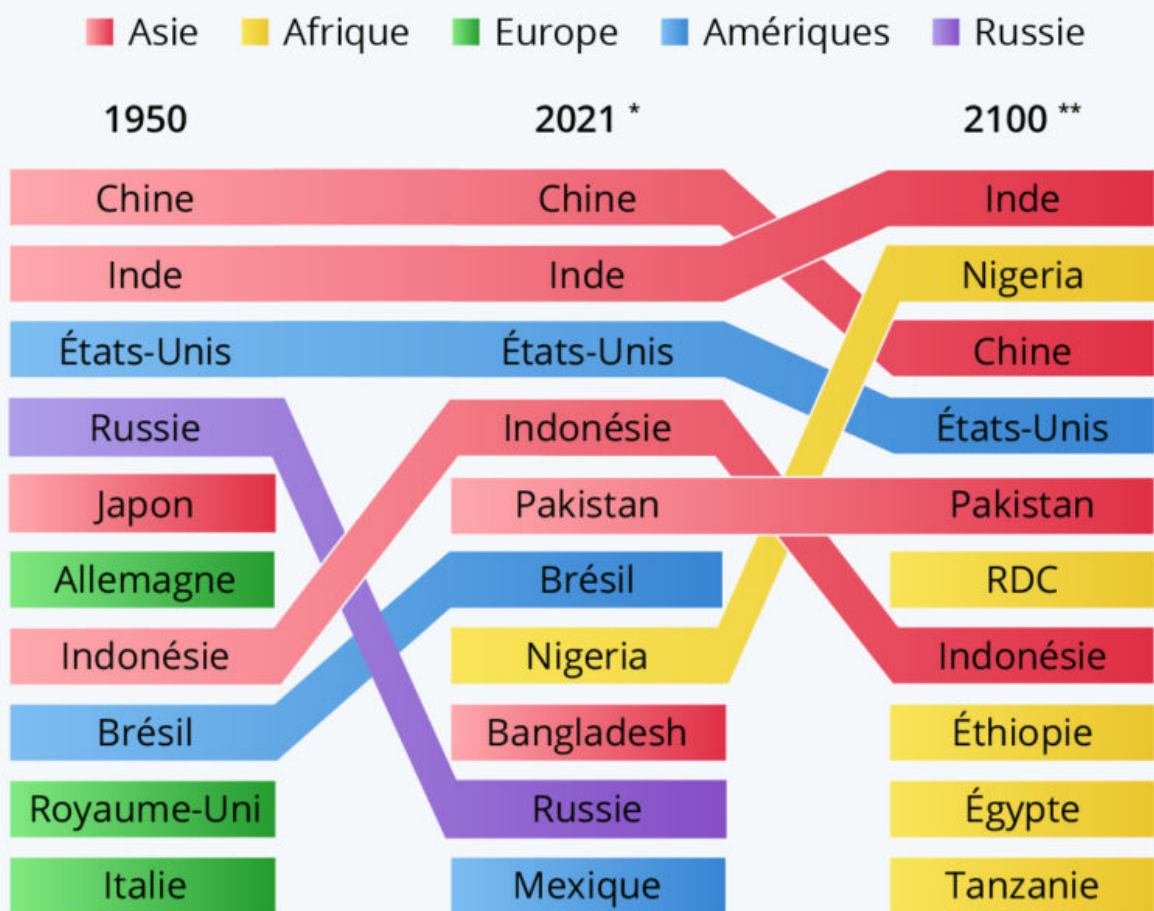 Asie Afrique Europe Amériques Russie
1950 2021 * 2100 **
Chine Chine Inde
Inde Inde Nigeria
États-Unis États-Unis Chine
Russie Indonésie États-Unis
Japon Pakistan Pakistan
Allemagne Brésil RDC
Indonésie Nigeria Indonésie
Brésil Bangladesh Éthiopie
Royaume-Uni Russie Égypte
Italie Mexique Tanzanie